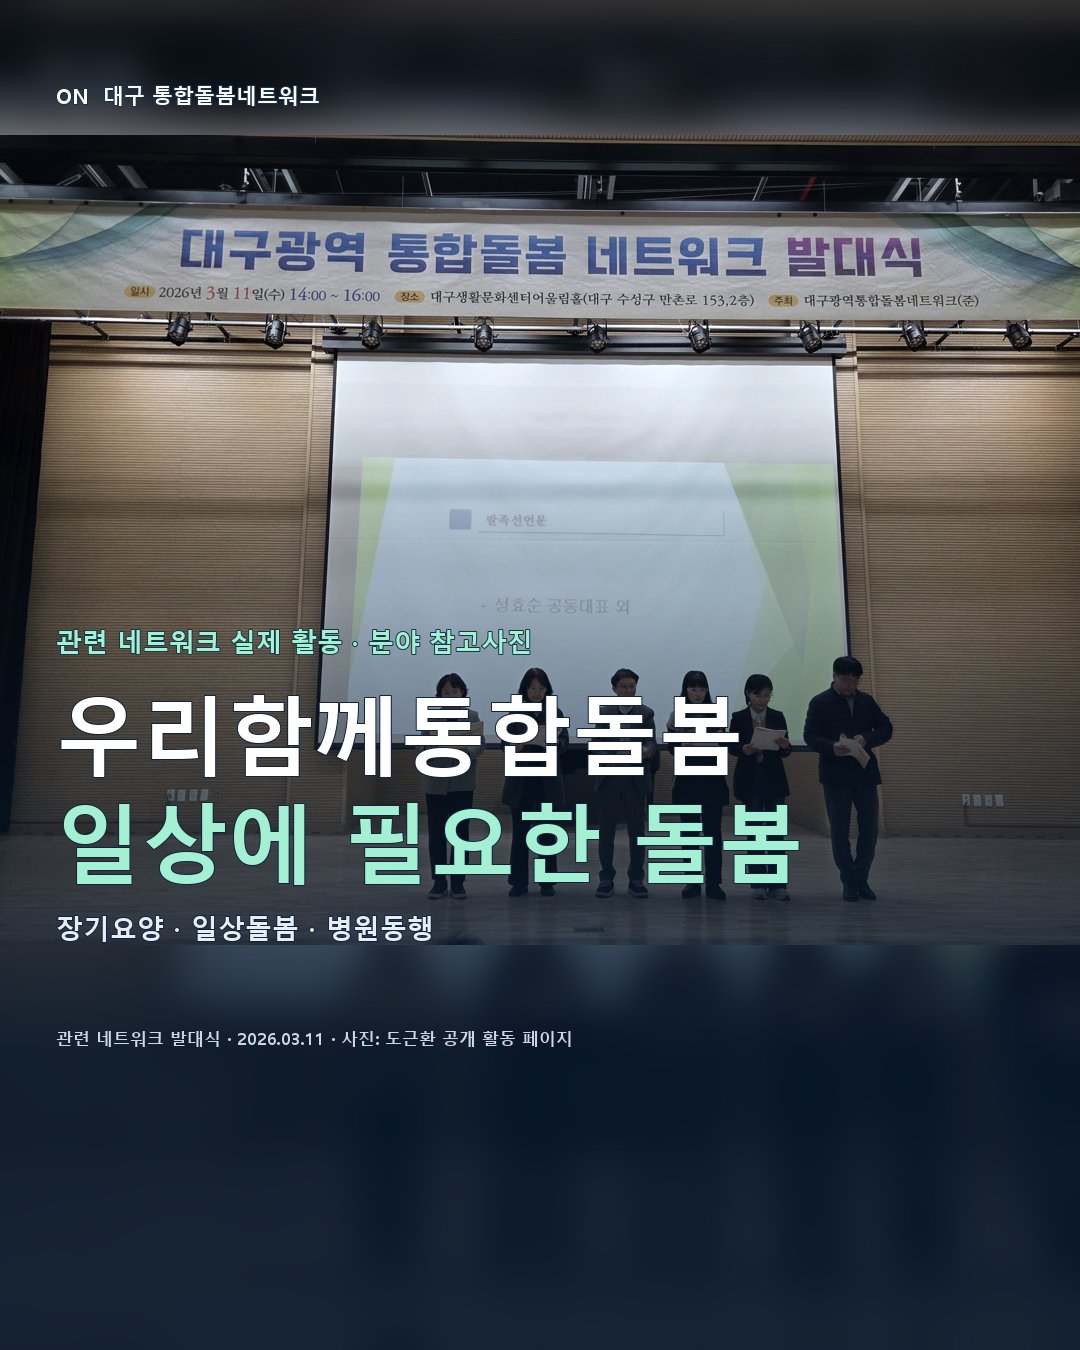 ON 대구 통합돌봄네트워크
대구광역 통합돌봄 네트워크 발대식
일시 2026년 3월 11일(수) 14:00 ~ 16:00 장소 대구생활문화센터어울림홀(대구 수성구 만촌로 153,2층) 주최 대구광역통합돌봄네트워크(준)
발족선언문
- 성효순 공동대표 외
관련 네트워크 실제 활동 · 분야 참고사진
우리함께통합돌봄
일상에 필요한 돌봄
장기요양 · 일상돌봄 · 병원동행
관련 네트워크 발대식 · 2026.03.11 · 사진: 도근환 공개 활동 페이지